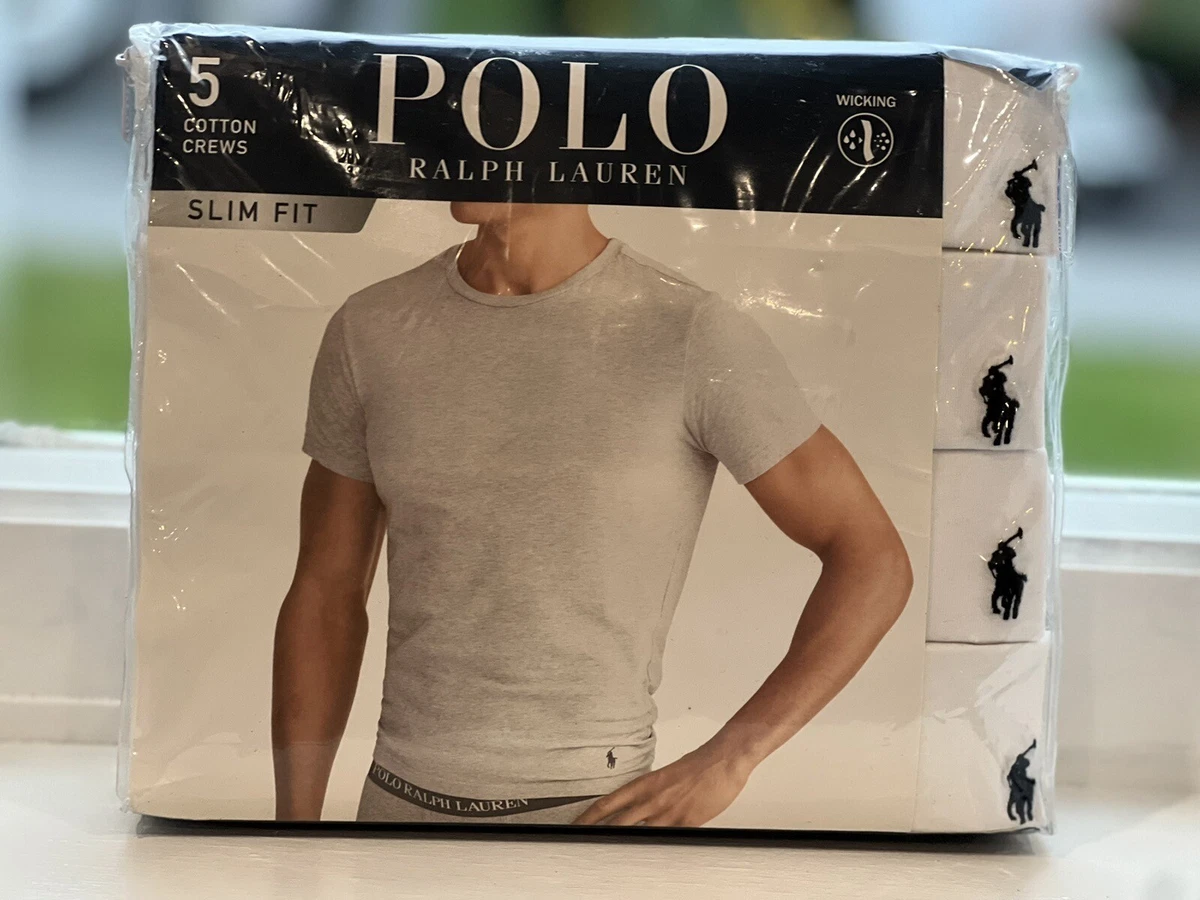 5
COTTON
CREWS
POLO
RALPH LAUREN
WICKING
SLIM FIT
POLO RALPH LAUREN